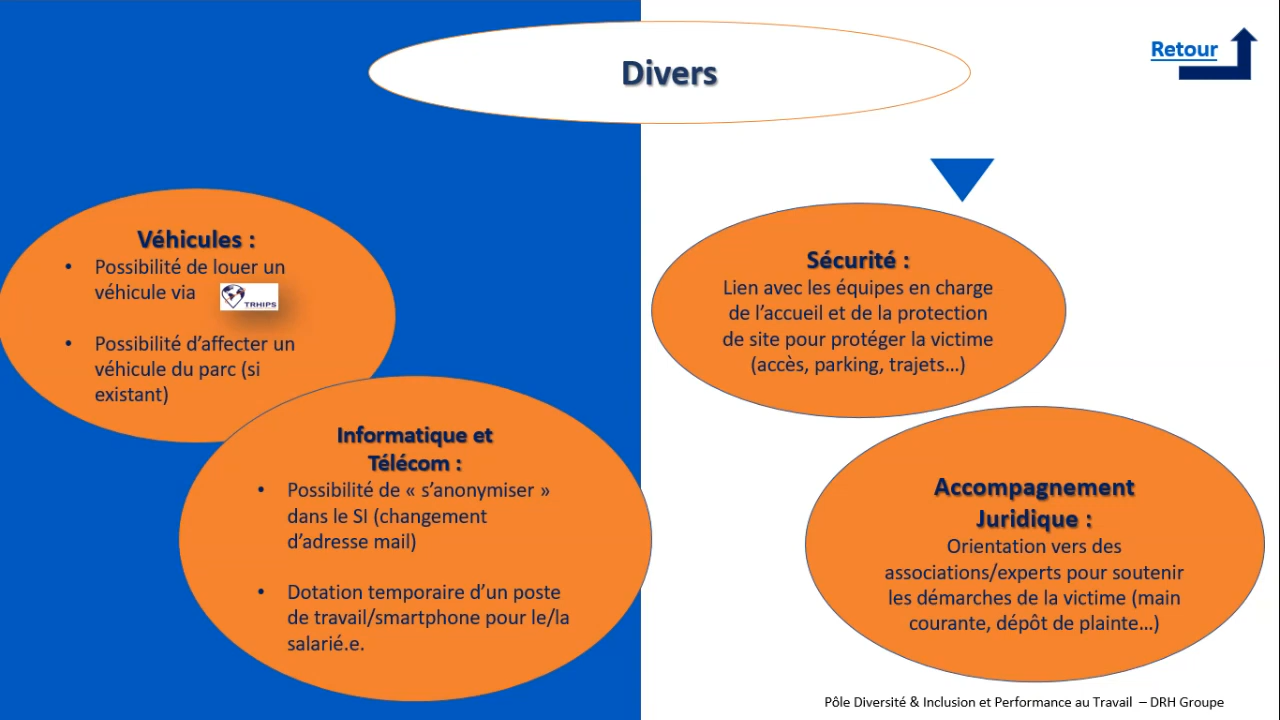 Divers
Retour
Véhicules :
• Possibilité de louer un
véhicule via
TRHIPS
• Possibilité d’affecter un
véhicule du parc (si
existant)
Informatique et
Télécom :
• Possibilité de « s’anonymiser »
dans le SI (changement
d’adresse mail)
• Dotation temporaire d’un poste
de travail/smartphone pour le/la
salarié.e.
Sécurité :
Lien avec les équipes en charge
de l’accueil et de la protection
de site pour protéger la victime
(accès, parking, trajets…)
Accompagnement
Juridique :
Orientation vers des
associations/experts pour soutenir
les démarches de la victime (main
courante, dépôt de plainte…)
Pôle Diversité & Inclusion et Performance au Travail – DRH Groupe